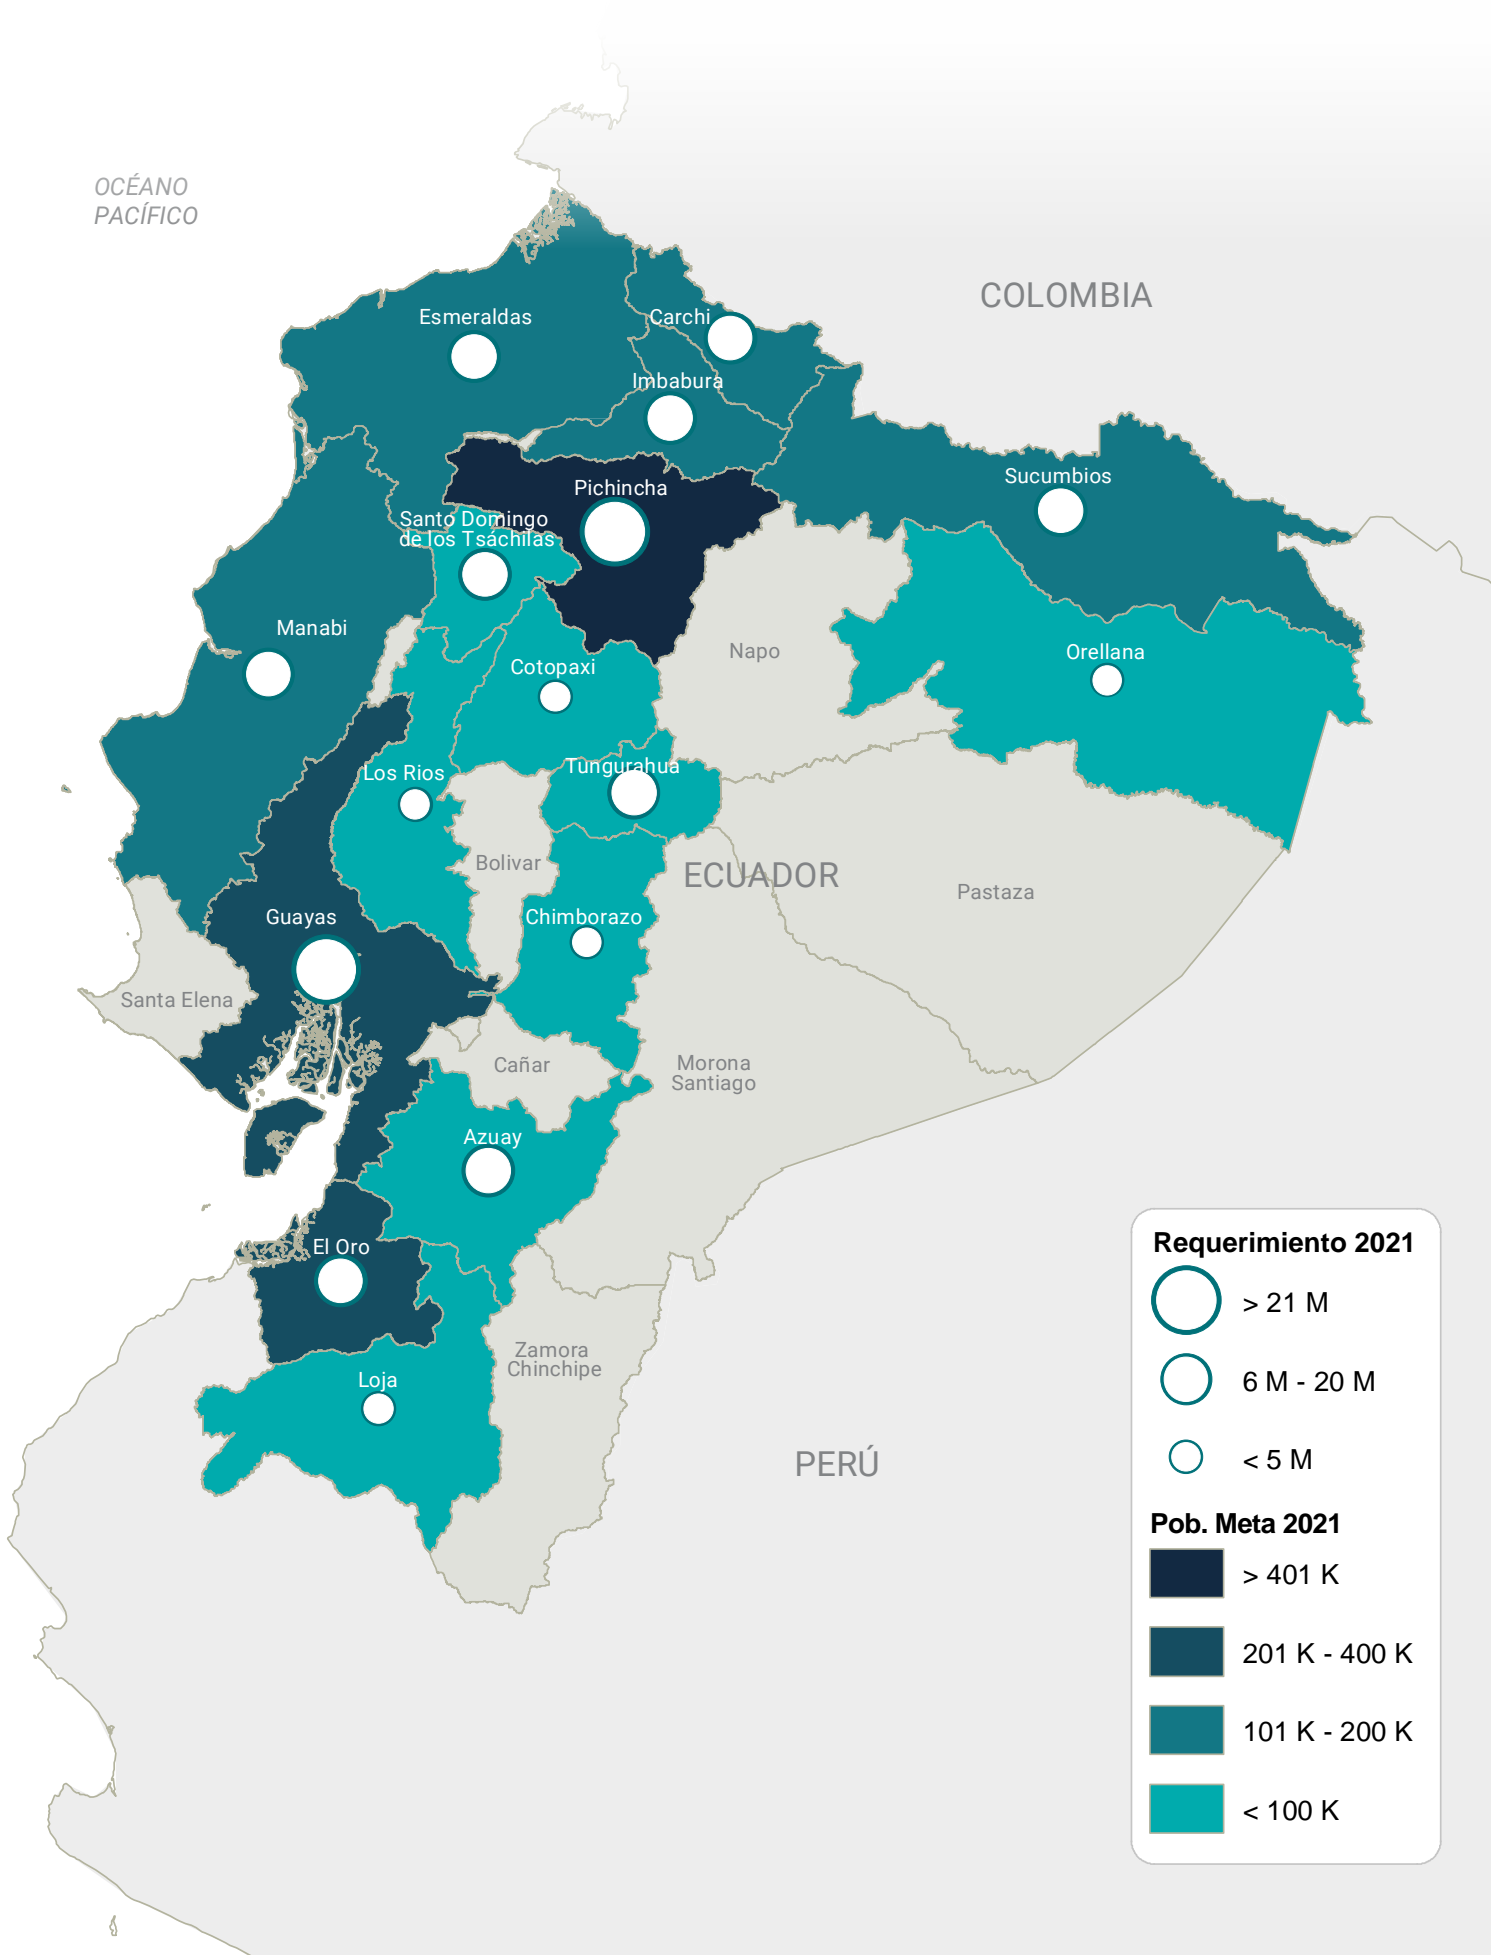 OCÉANO
PACÍFICO
COLOMBIA
Esmeraldas
Carchi
Imbabura
Sucumbios
Pichincha
Santo Domingo
de los Tsáchilas
Manabi
Napo
Orellana
Cotopaxi
Los Rios
Tungurahua
Bolivar
ECUADOR
Pastaza
Guayas
Chimborazo
Santa Elena
Cañar
Morona
Santiago
Azuay
El Oro
Zamora
Chinchipe
Loja
PERÚ
Requerimiento 2021
> 21 M
6 M - 20 M
< 5 M
Pob. Meta 2021
> 401 K
201 K - 400 K
101 K - 200 K
< 100 K